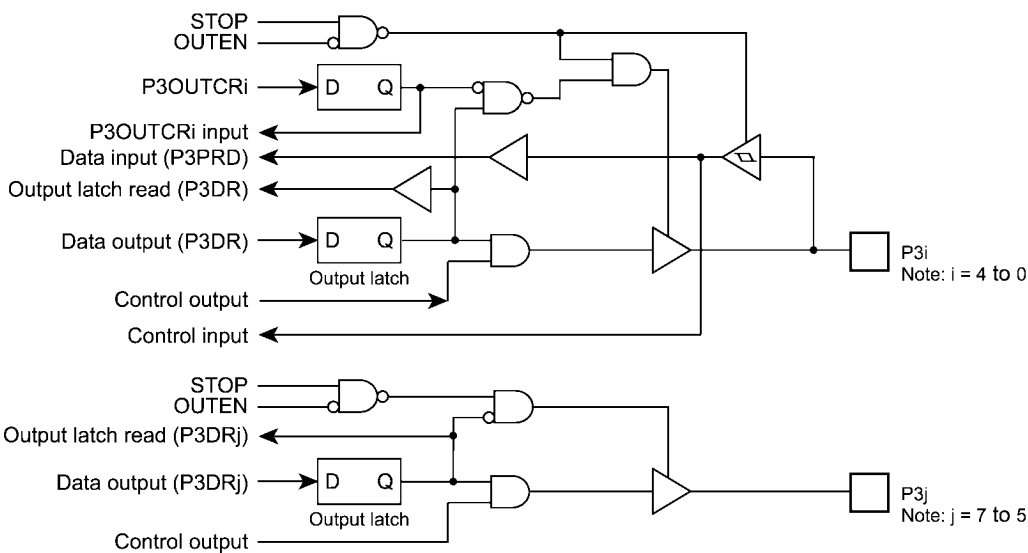 STOP
OUTEN
P3OUTCRi
D Q
P3OUTCRi input
Data input (P3PRD)
Output latch read (P3DR)
Data output (P3DR)
D Q
Output latch
P3i
Note: i = 4 to 0
Control output
Control input
STOP
OUTEN
Output latch read (P3DRj)
Data output (P3DRj)
D Q
Output latch
P3j
Note: j = 7 to 5
Control output